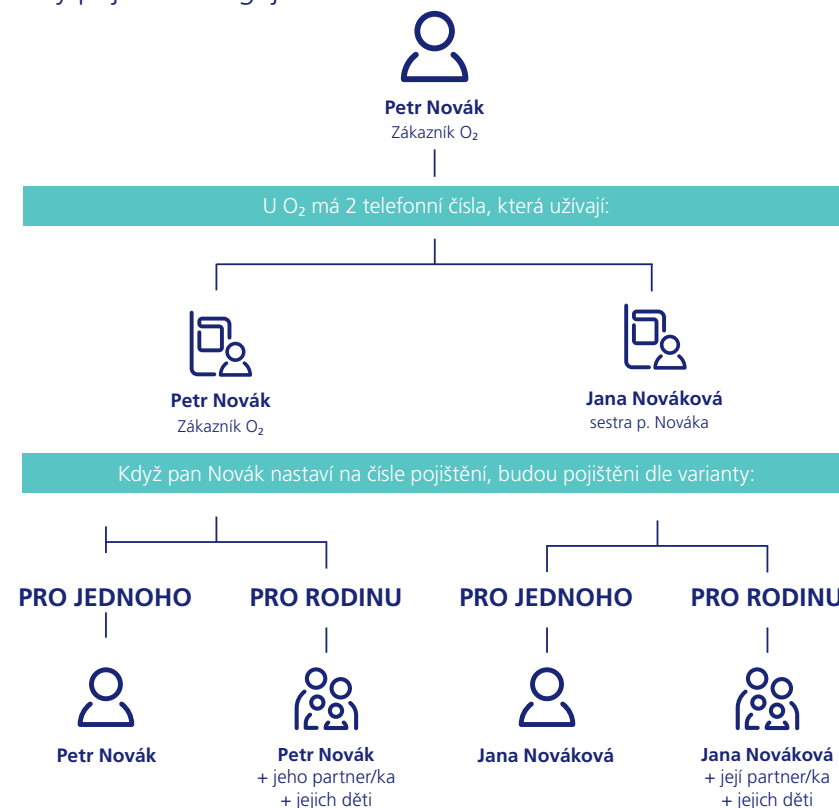 Petr Novák
Zákazník O₂
U O₂ má 2 telefonní čísla, která užívají:
Petr Novák
Zákazník O₂
Jana Nováková
sestra p. Nováka
Když pan Novák nastaví na čísle pojištění, budou pojištěni dle varianty:
PRO JEDNOHO
PRO RODINU
PRO JEDNOHO
PRO RODINU
Petr Novák
Petr Novák
+ jeho partner/ka
+ jejich děti
Jana Nováková
Jana Nováková
+ její partner/ka
+ jejich děti